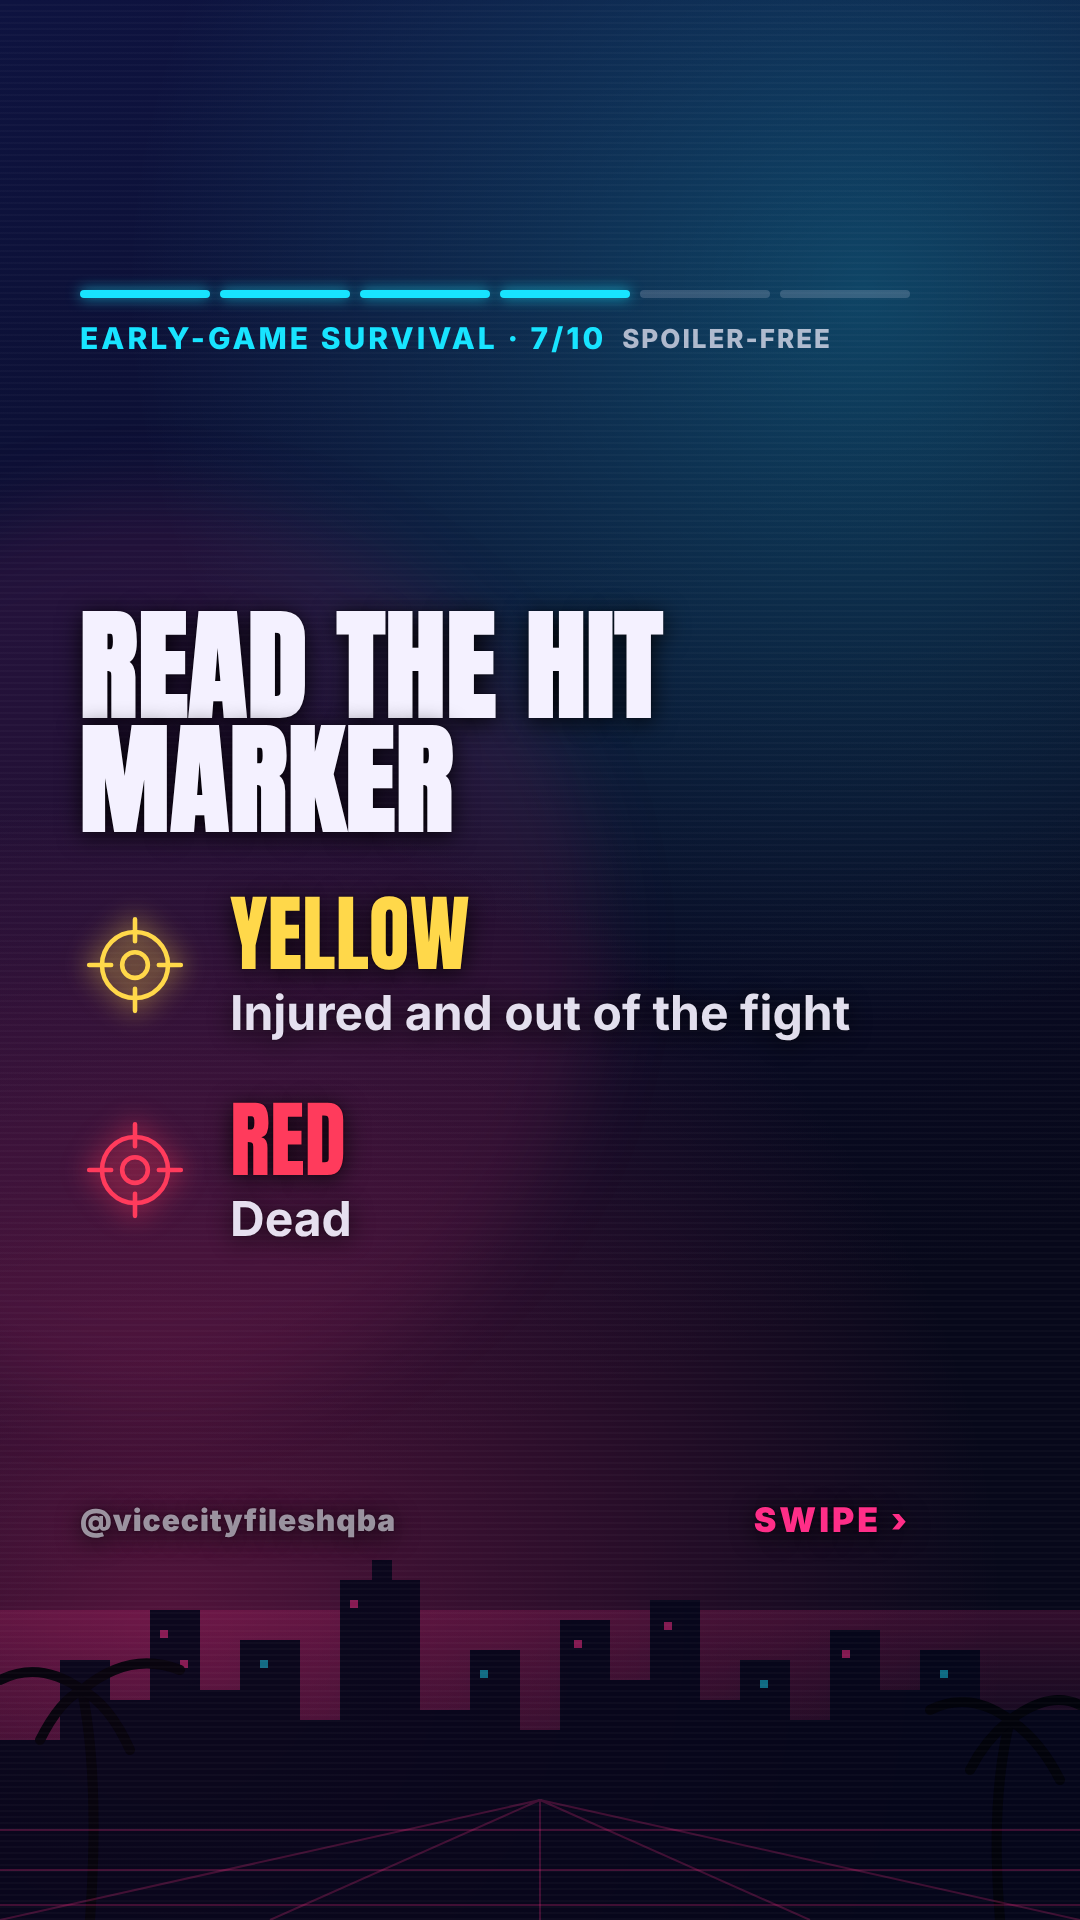 EARLY-GAME SURVIVAL · 7/10 SPOILER-FREE
READ THE HIT
MARKER
YELLOW
Injured and out of the fight
RED
Dead
@vicecityfileshqba
SWIPE ›